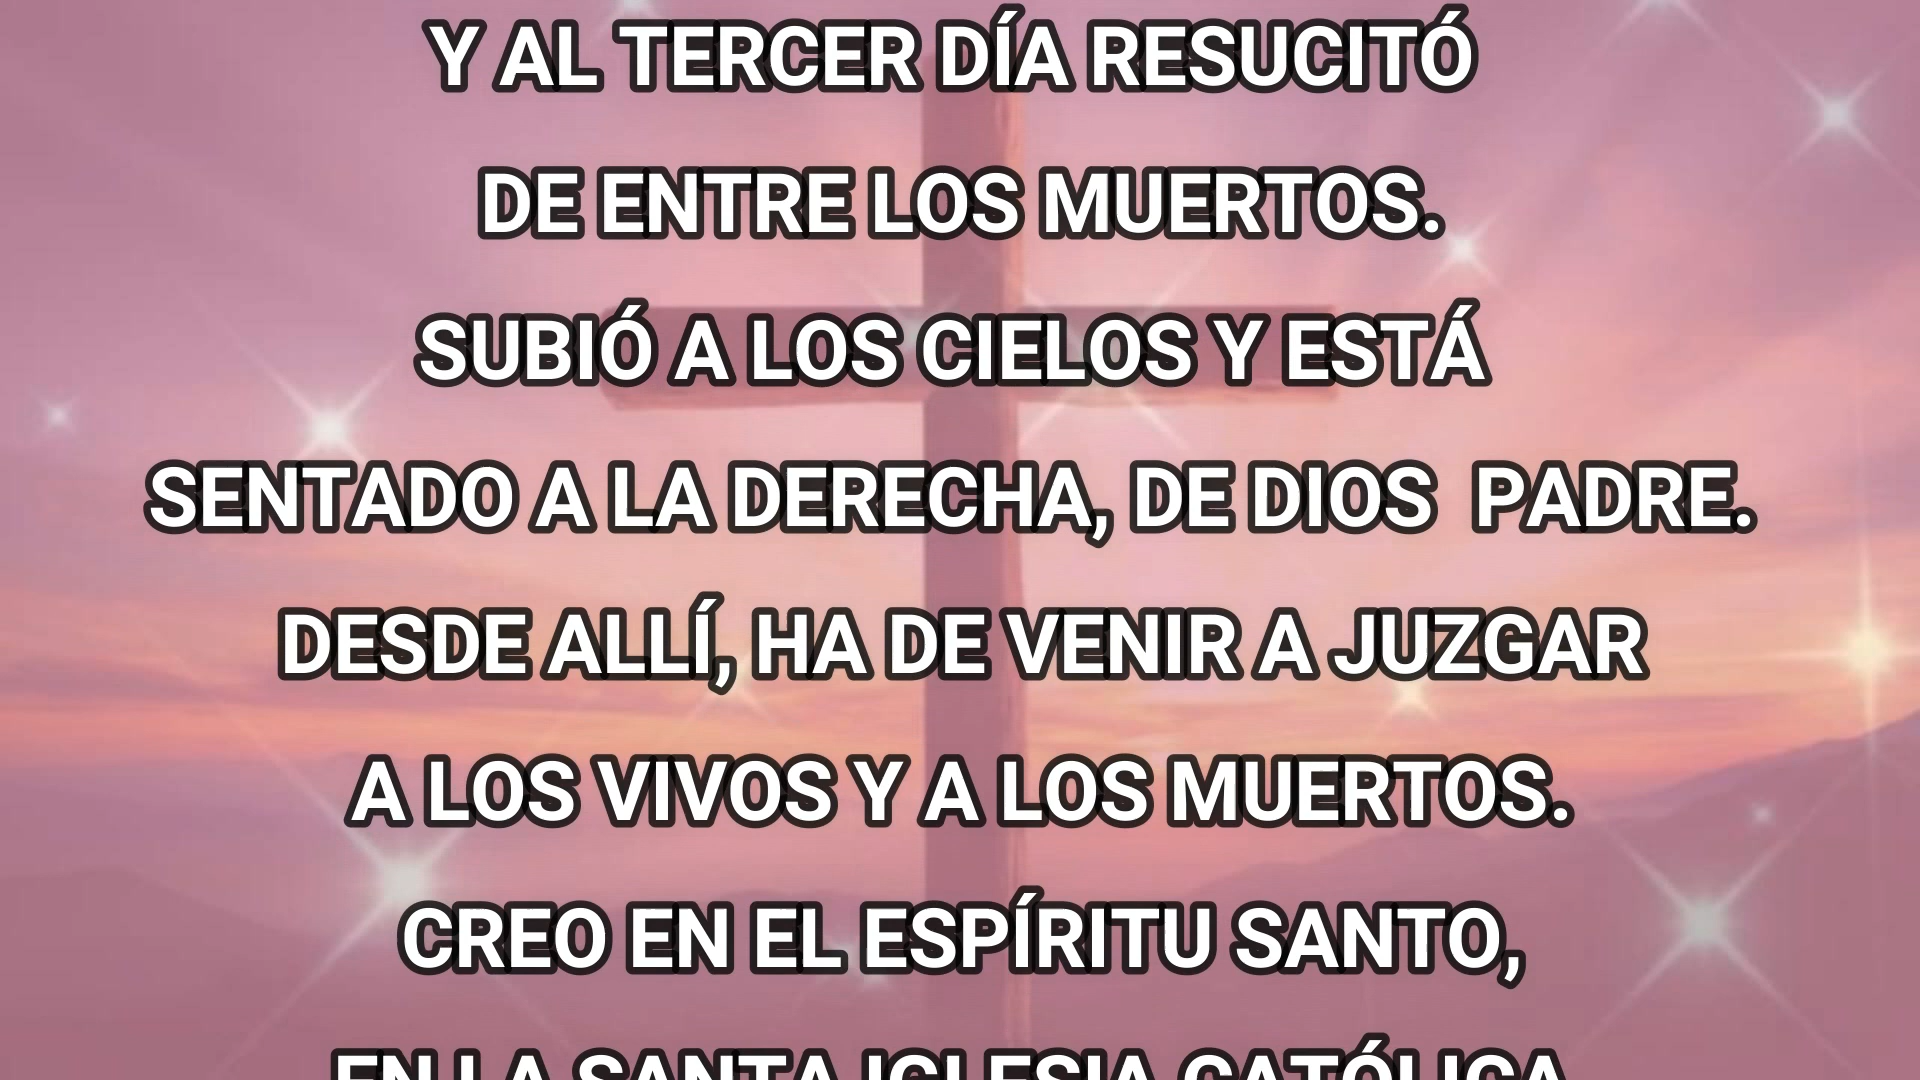 Y AL TERCER DÍA RESUCITÓ
DE ENTRE LOS MUERTOS.
SUBIÓ A LOS CIELOS Y ESTÁ
SENTADO A LA DERECHA, DE DIOS  PADRE.
DESDE ALLÍ, HA DE VENIR A JUZGAR
A LOS VIVOS Y A LOS MUERTOS.
CREO EN EL ESPÍRITU SANTO,
EN LA SANTA IGLESIA CATÓLICA